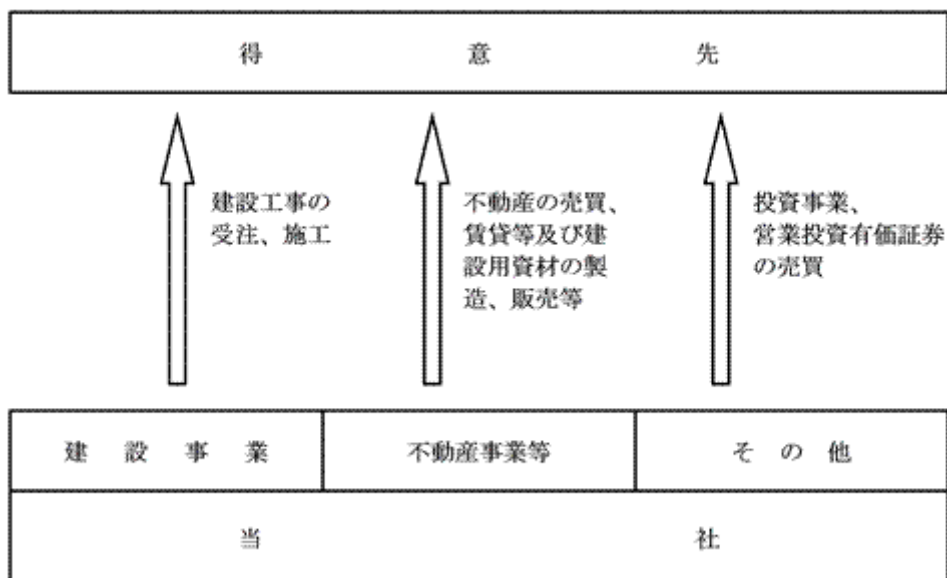 得意先
建設工事の
受注、施工
不動産の売買、
賃貸等及び建
設用資材の製
造、販売等
投資事業、
営業投資有価証券
の売買
建設事業
不動産事業等
その他
当社